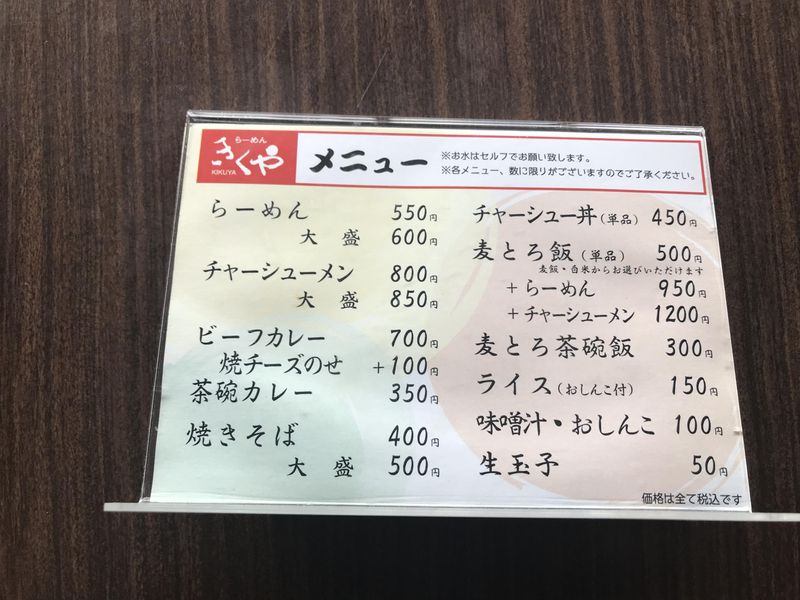 らーめん
きくや
KIKUYA
メニュー
※お水はセルフでお願い致します。
※各メニュー、数に限りがございますのでご了承ください。
らーめん 550円
大盛 600円
チャーシューメン 800円
大盛 850円
ビーフカレー 700円
焼チーズのせ +100円
茶碗カレー 350円
焼きそば 400円
大盛 500円
チャーシュー丼(単品) 450円
麦とろ飯(単品) 500円
麦飯・白米からお選びいただけます
+らーめん 950円
+チャーシューメン 1200円
麦とろ茶碗飯 300円
ライス(おしんこ付) 150円
味噌汁・おしんこ 100円
生玉子 50円
価格は全て税込です